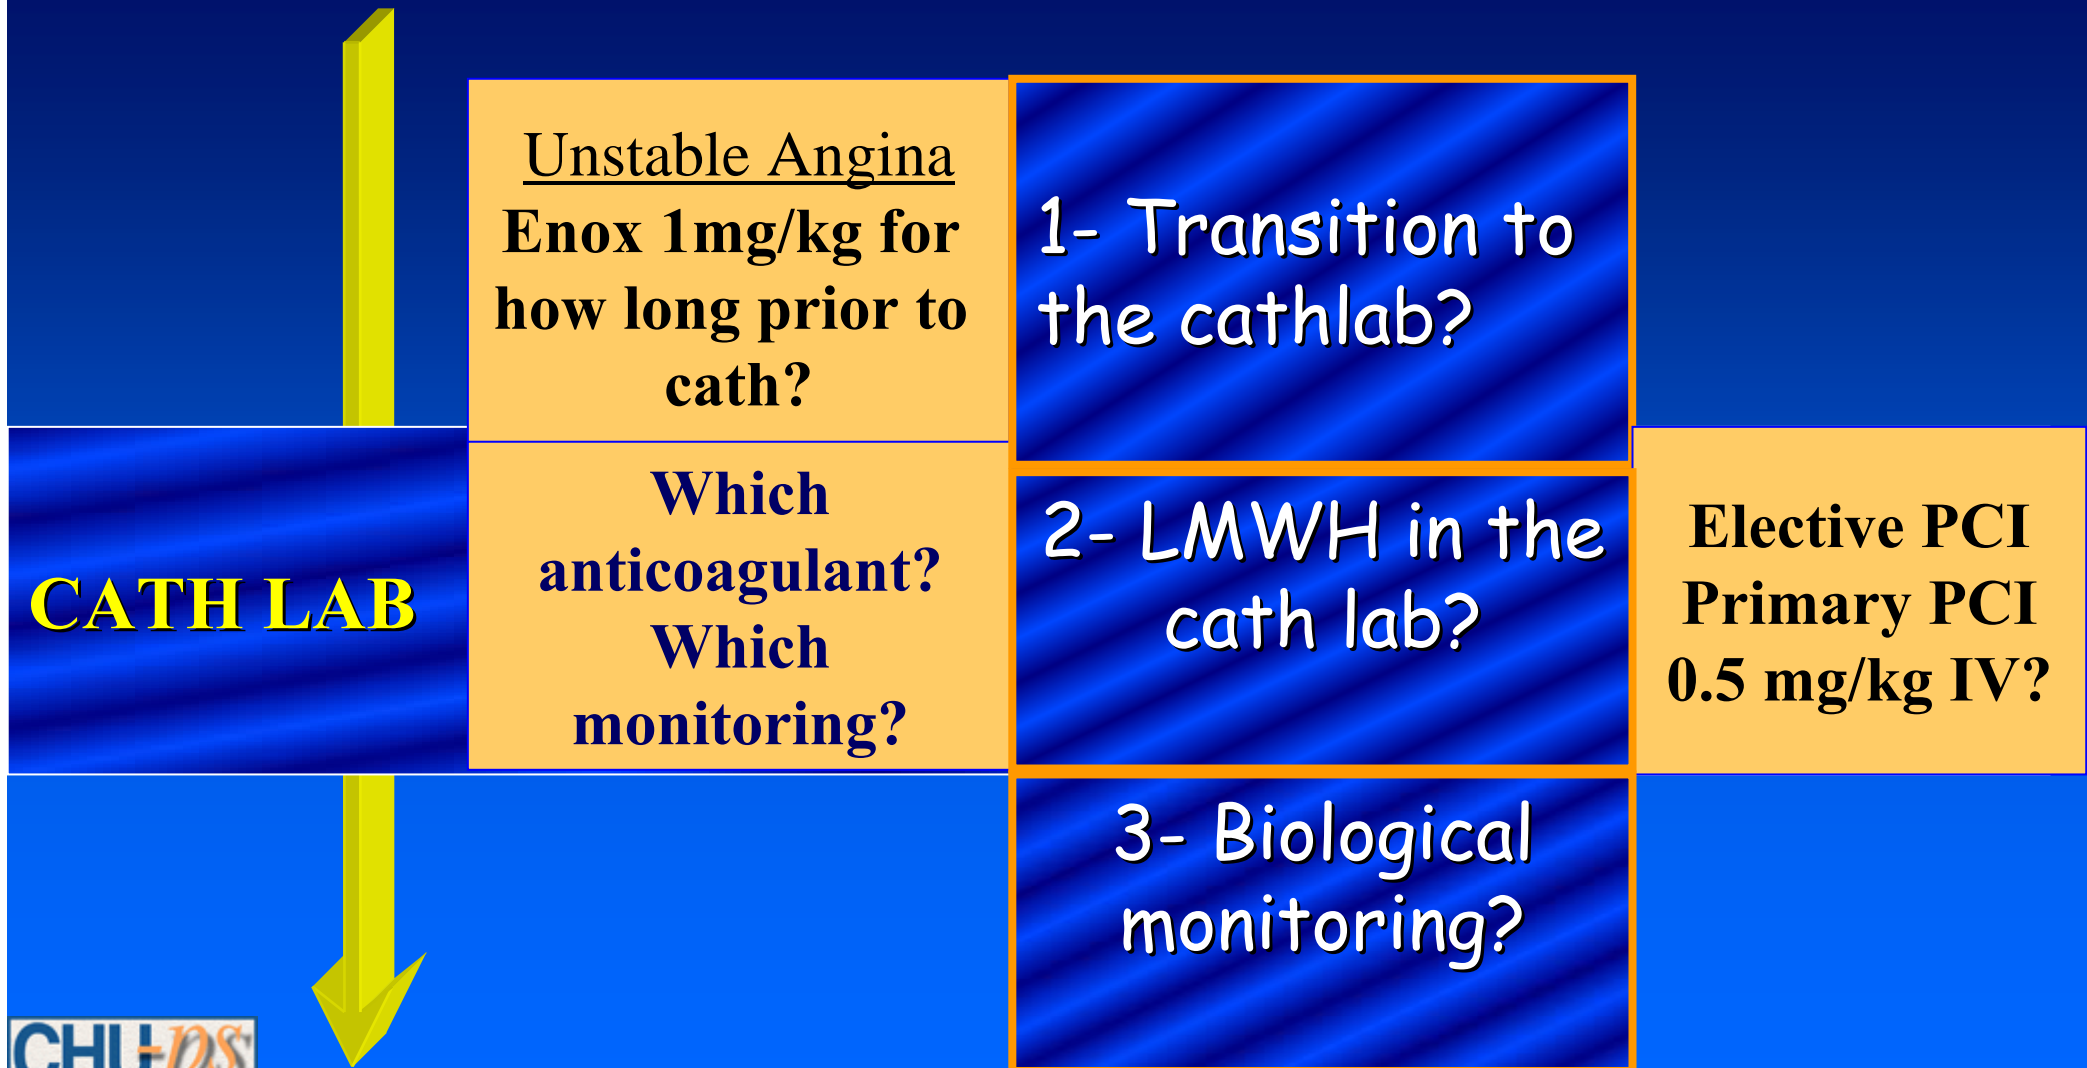 Unstable Angina
Enox 1mg/kg for
how long prior to
cath?
1- Transition to
the cathlab?
CATH LAB
Which
anticoagulant?
Which
monitoring?
2- LMWH in the
cath lab?
Elective PCI
Primary PCI
0.5 mg/kg IV?
3- Biological
monitoring?
CHU-PS